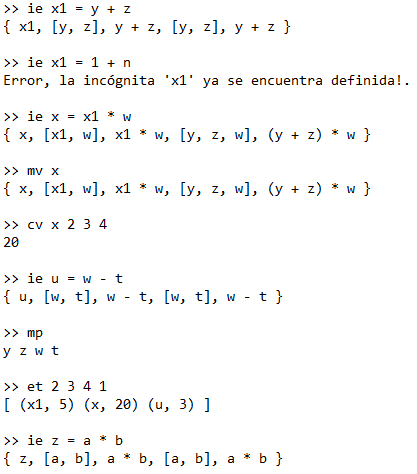 >> ie x1 = y + z
{ x1, [y, z], y + z, [y, z], y + z }
>> ie x1 = 1 + n
Error, la incógnita 'x1' ya se encuentra definida!.
>> ie x = x1 * w
{ x, [x1, w], x1 * w, [y, z, w], (y + z) * w }
>> mv x
{ x, [x1, w], x1 * w, [y, z, w], (y + z) * w }
>> cv x 2 3 4
20
>> ie u = w - t
{ u, [w, t], w - t, [w, t], w - t }
>> mp
y z w t
>> et 2 3 4 1
[ (x1, 5) (x, 20) (u, 3) ]
>> ie z = a * b
{ z, [a, b], a * b, [a, b], a * b }